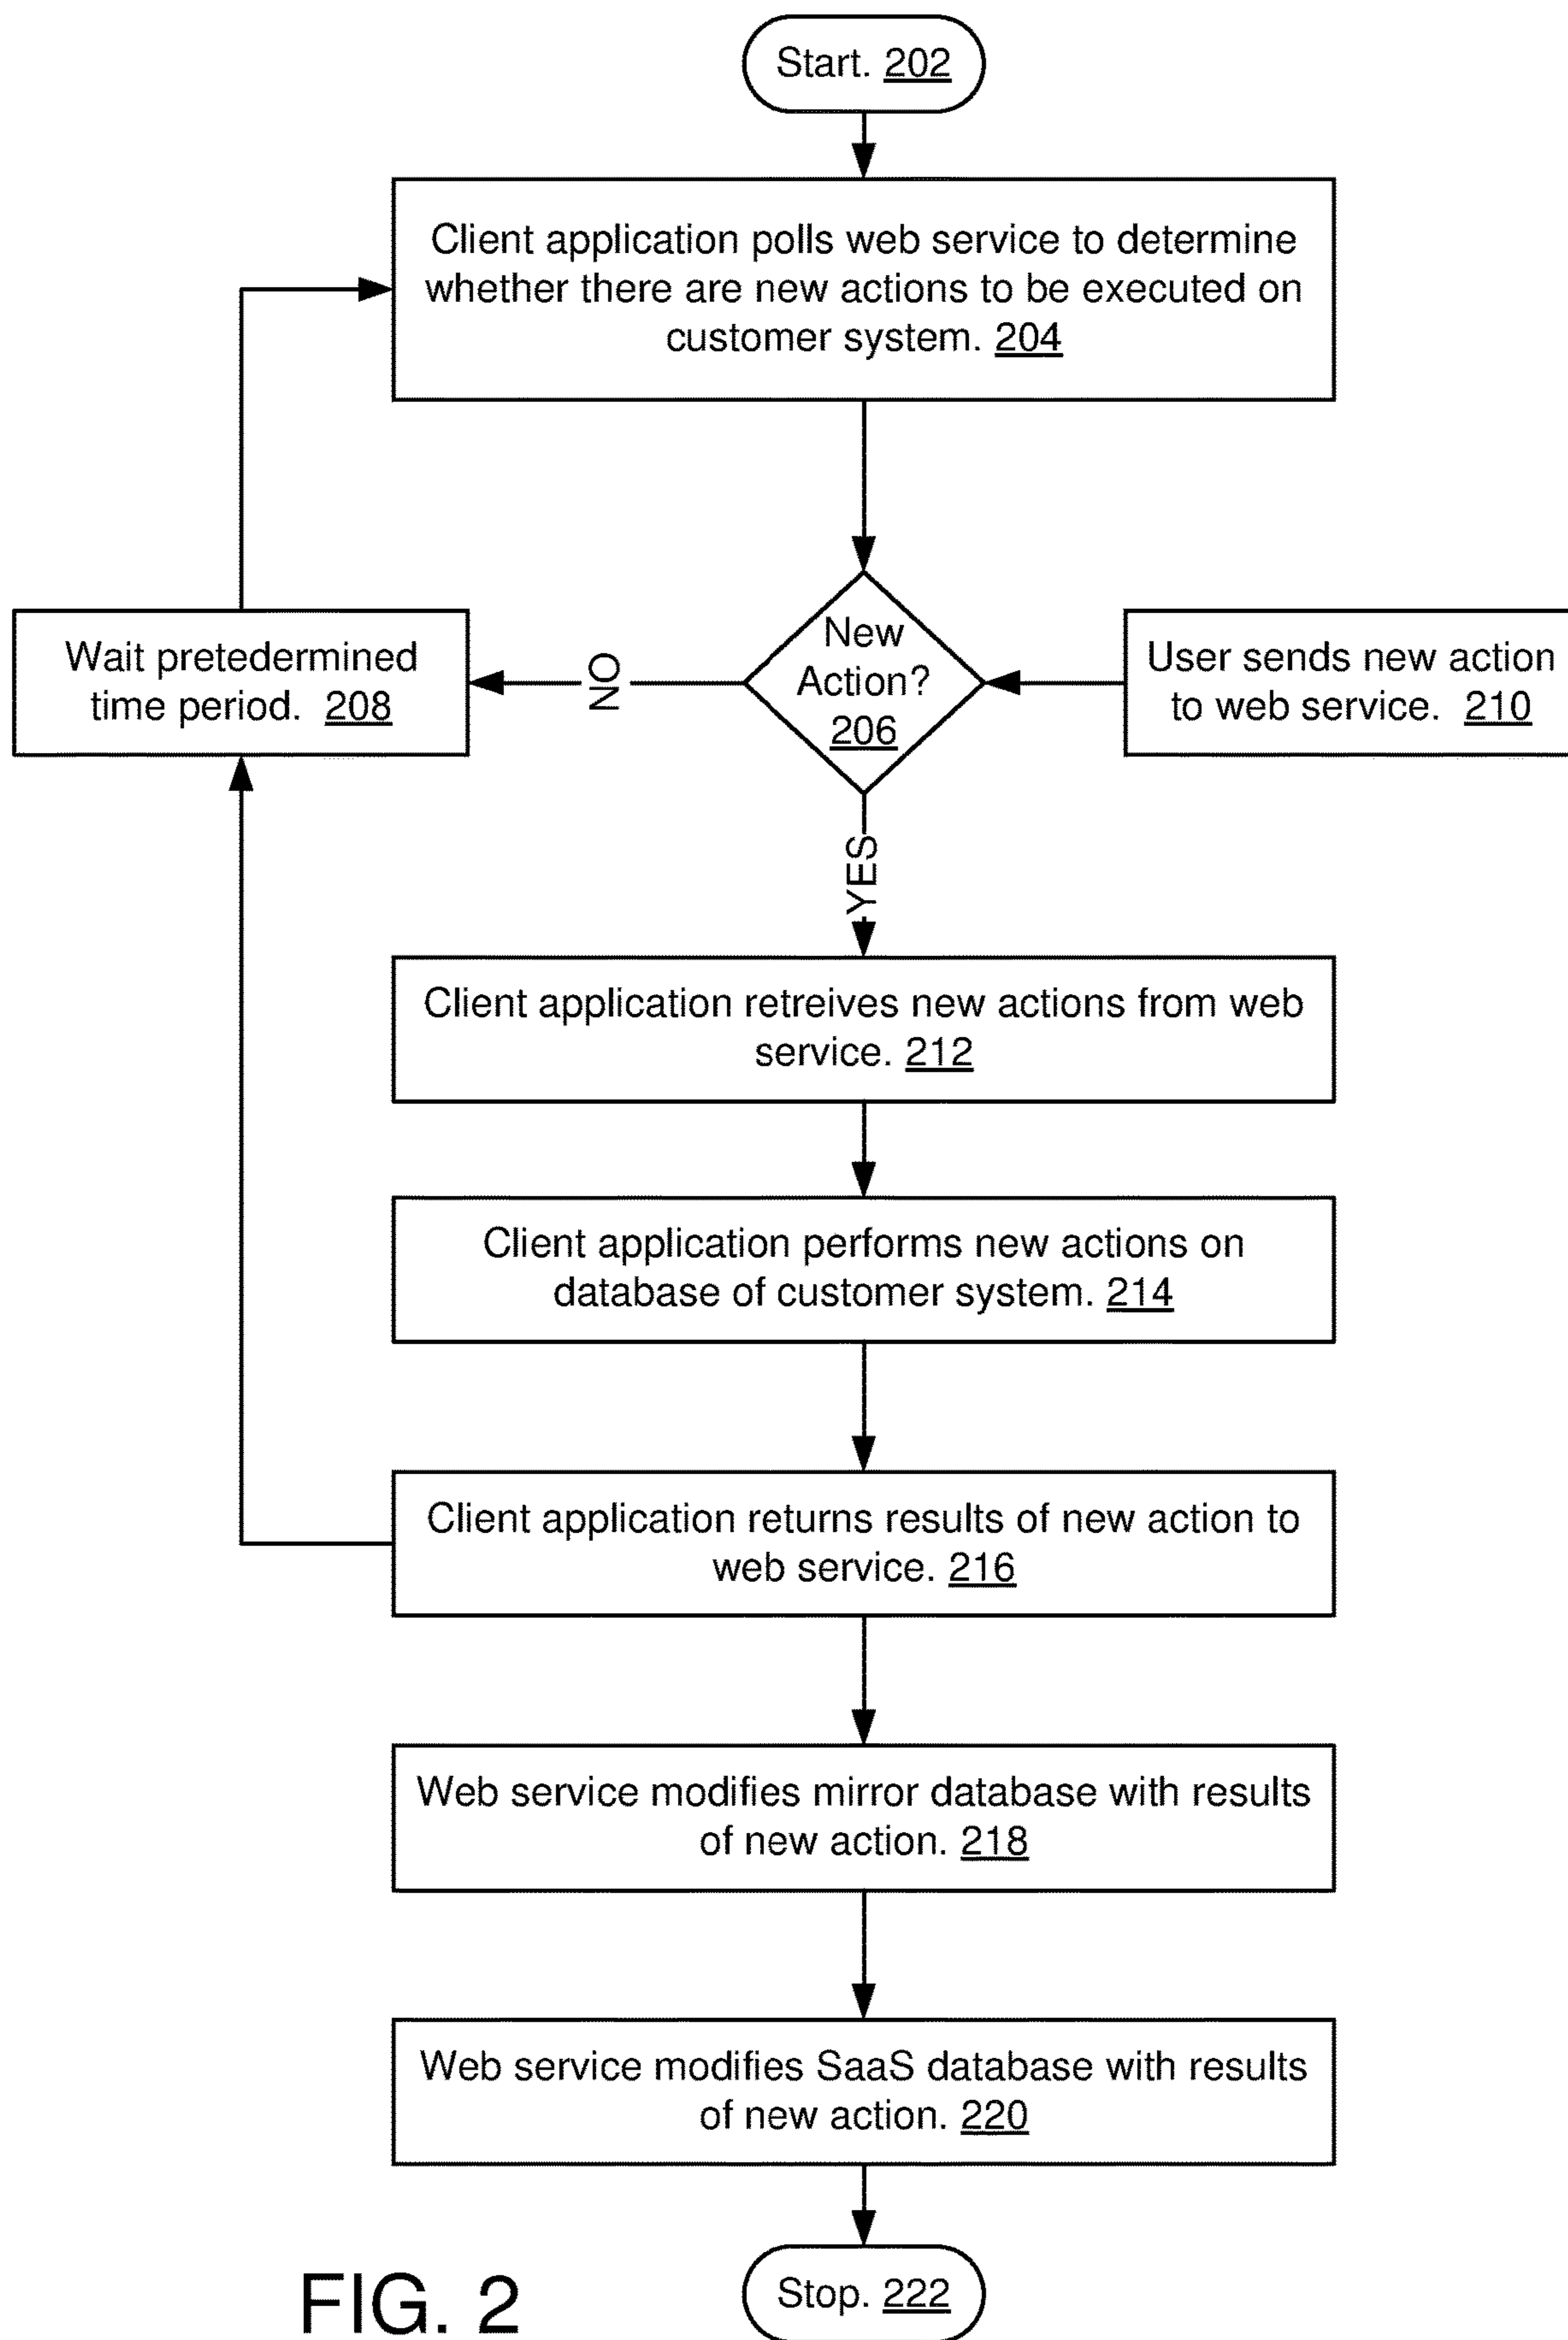 Start. 202
Client application polls web service to determine
whether there are new actions to be executed on
customer system. 204
New
Action?
206
Wait pretedermined
time period. 208
NO
User sends new action
to web service. 210
YES
Client application retreives new actions from web
service. 212
Client application performs new actions on
database of customer system. 214
Client application returns results of new action to
web service. 216
Web service modifies mirror database with results
of new action. 218
Web service modifies SaaS database with results
of new action. 220
Stop. 222
FIG. 2